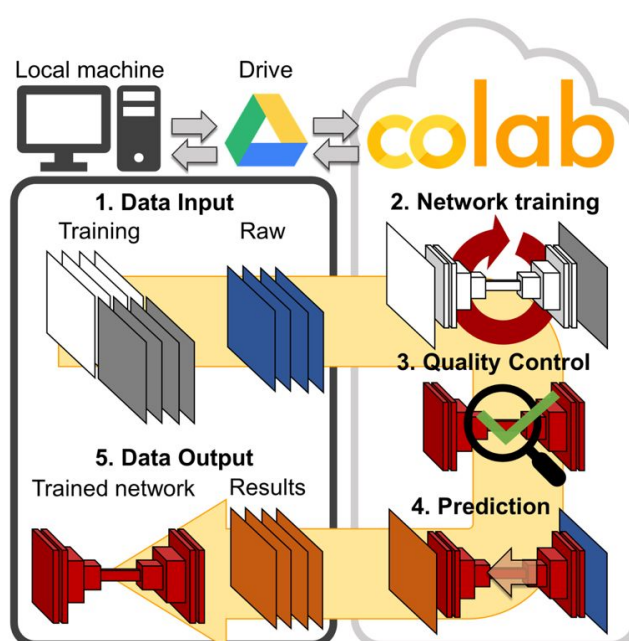 Local machine
Drive
colab
1. Data Input
Training
Raw
2. Network training
3. Quality Control
4. Prediction
5. Data Output
Trained network
Results